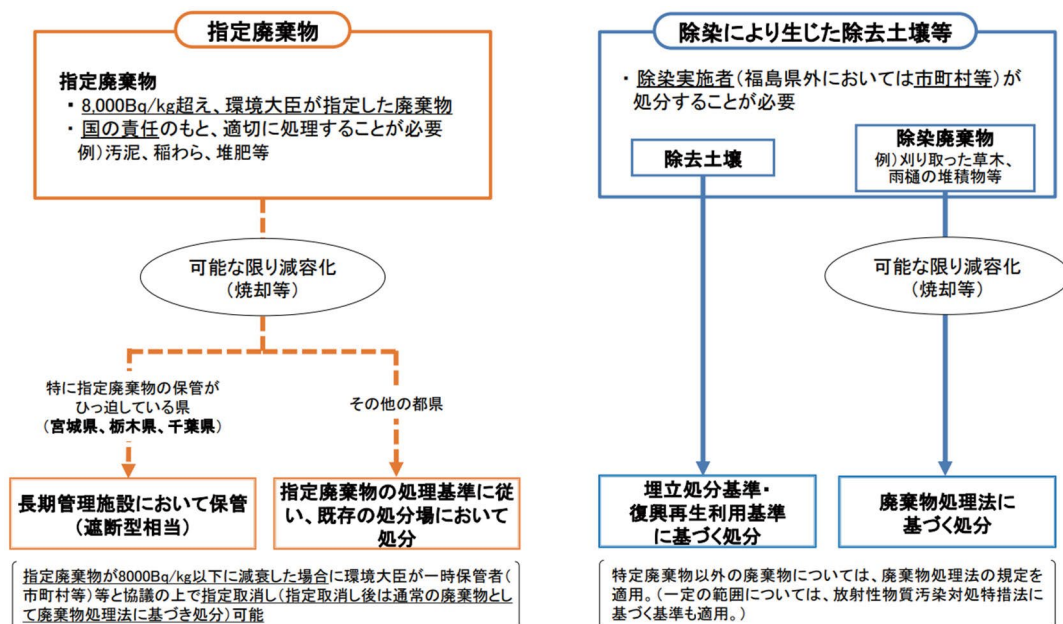 指定廃棄物
指定廃棄物
・ 8,000Bq/kg超え、環境大臣が指定した廃棄物
・ 国の責任のもと、適切に処理することが必要
例）汚泥、稲わら、堆肥等
可能な限り減容化
（焼却等）
特に指定廃棄物の保管が
ひっ迫している県
（宮城県、栃木県、千葉県）
その他の都県
長期管理施設において保管
（遮断型相当）
指定廃棄物の処理基準に従
い、既存の処分場において
処分
指定廃棄物が8000Bq/kg以下に減衰した場合に環境大臣が一時保管者（
市町村等）等と協議の上で指定取消し（指定取消し後は通常の廃棄物とし
て廃棄物処理法に基づき処分）可能
除染により生じた除去土壌等
・ 除染実施者（福島県外においては市町村等）が
処分することが必要
除去土壌
除染廃棄物
例）刈り取った草木、
雨樋の堆積物等
可能な限り減容化
（焼却等）
埋立処分基準・
復興再生利用基準
に基づく処分
廃棄物処理法に
基づく処分
特定廃棄物以外の廃棄物については、廃棄物処理法の規定を
適用。（一定の範囲については、放射性物質汚染対処特措法に
基づく基準も適用。）